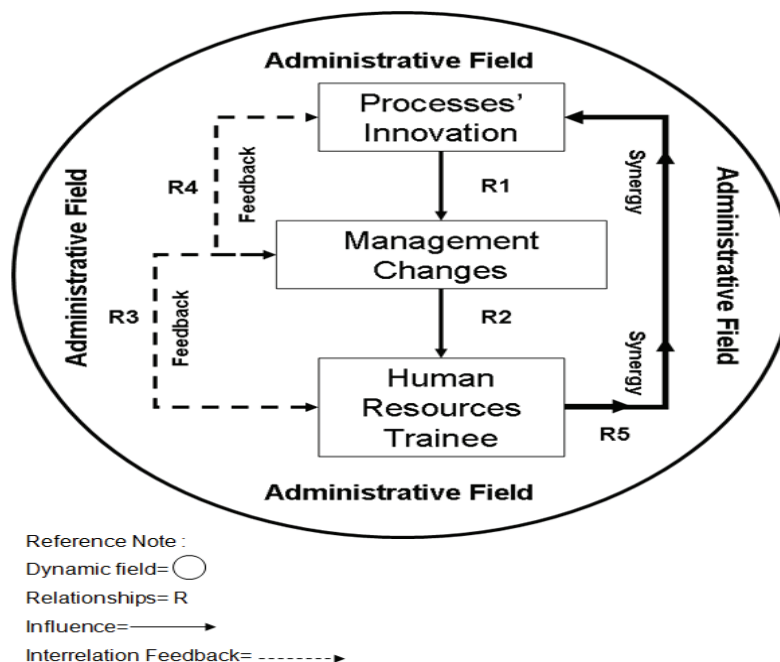 Administrative Field
Processes'
Innovation
R4
Feedback
R1
Synergy
Administrative Field
Administrative Field
Management
Changes
R3
Feedback
R2
Synergy
Human
Resources
Trainee
R5
Administrative Field
Reference Note :
Dynamic field=
Relationships= R
Influence=
Interrelation Feedback=